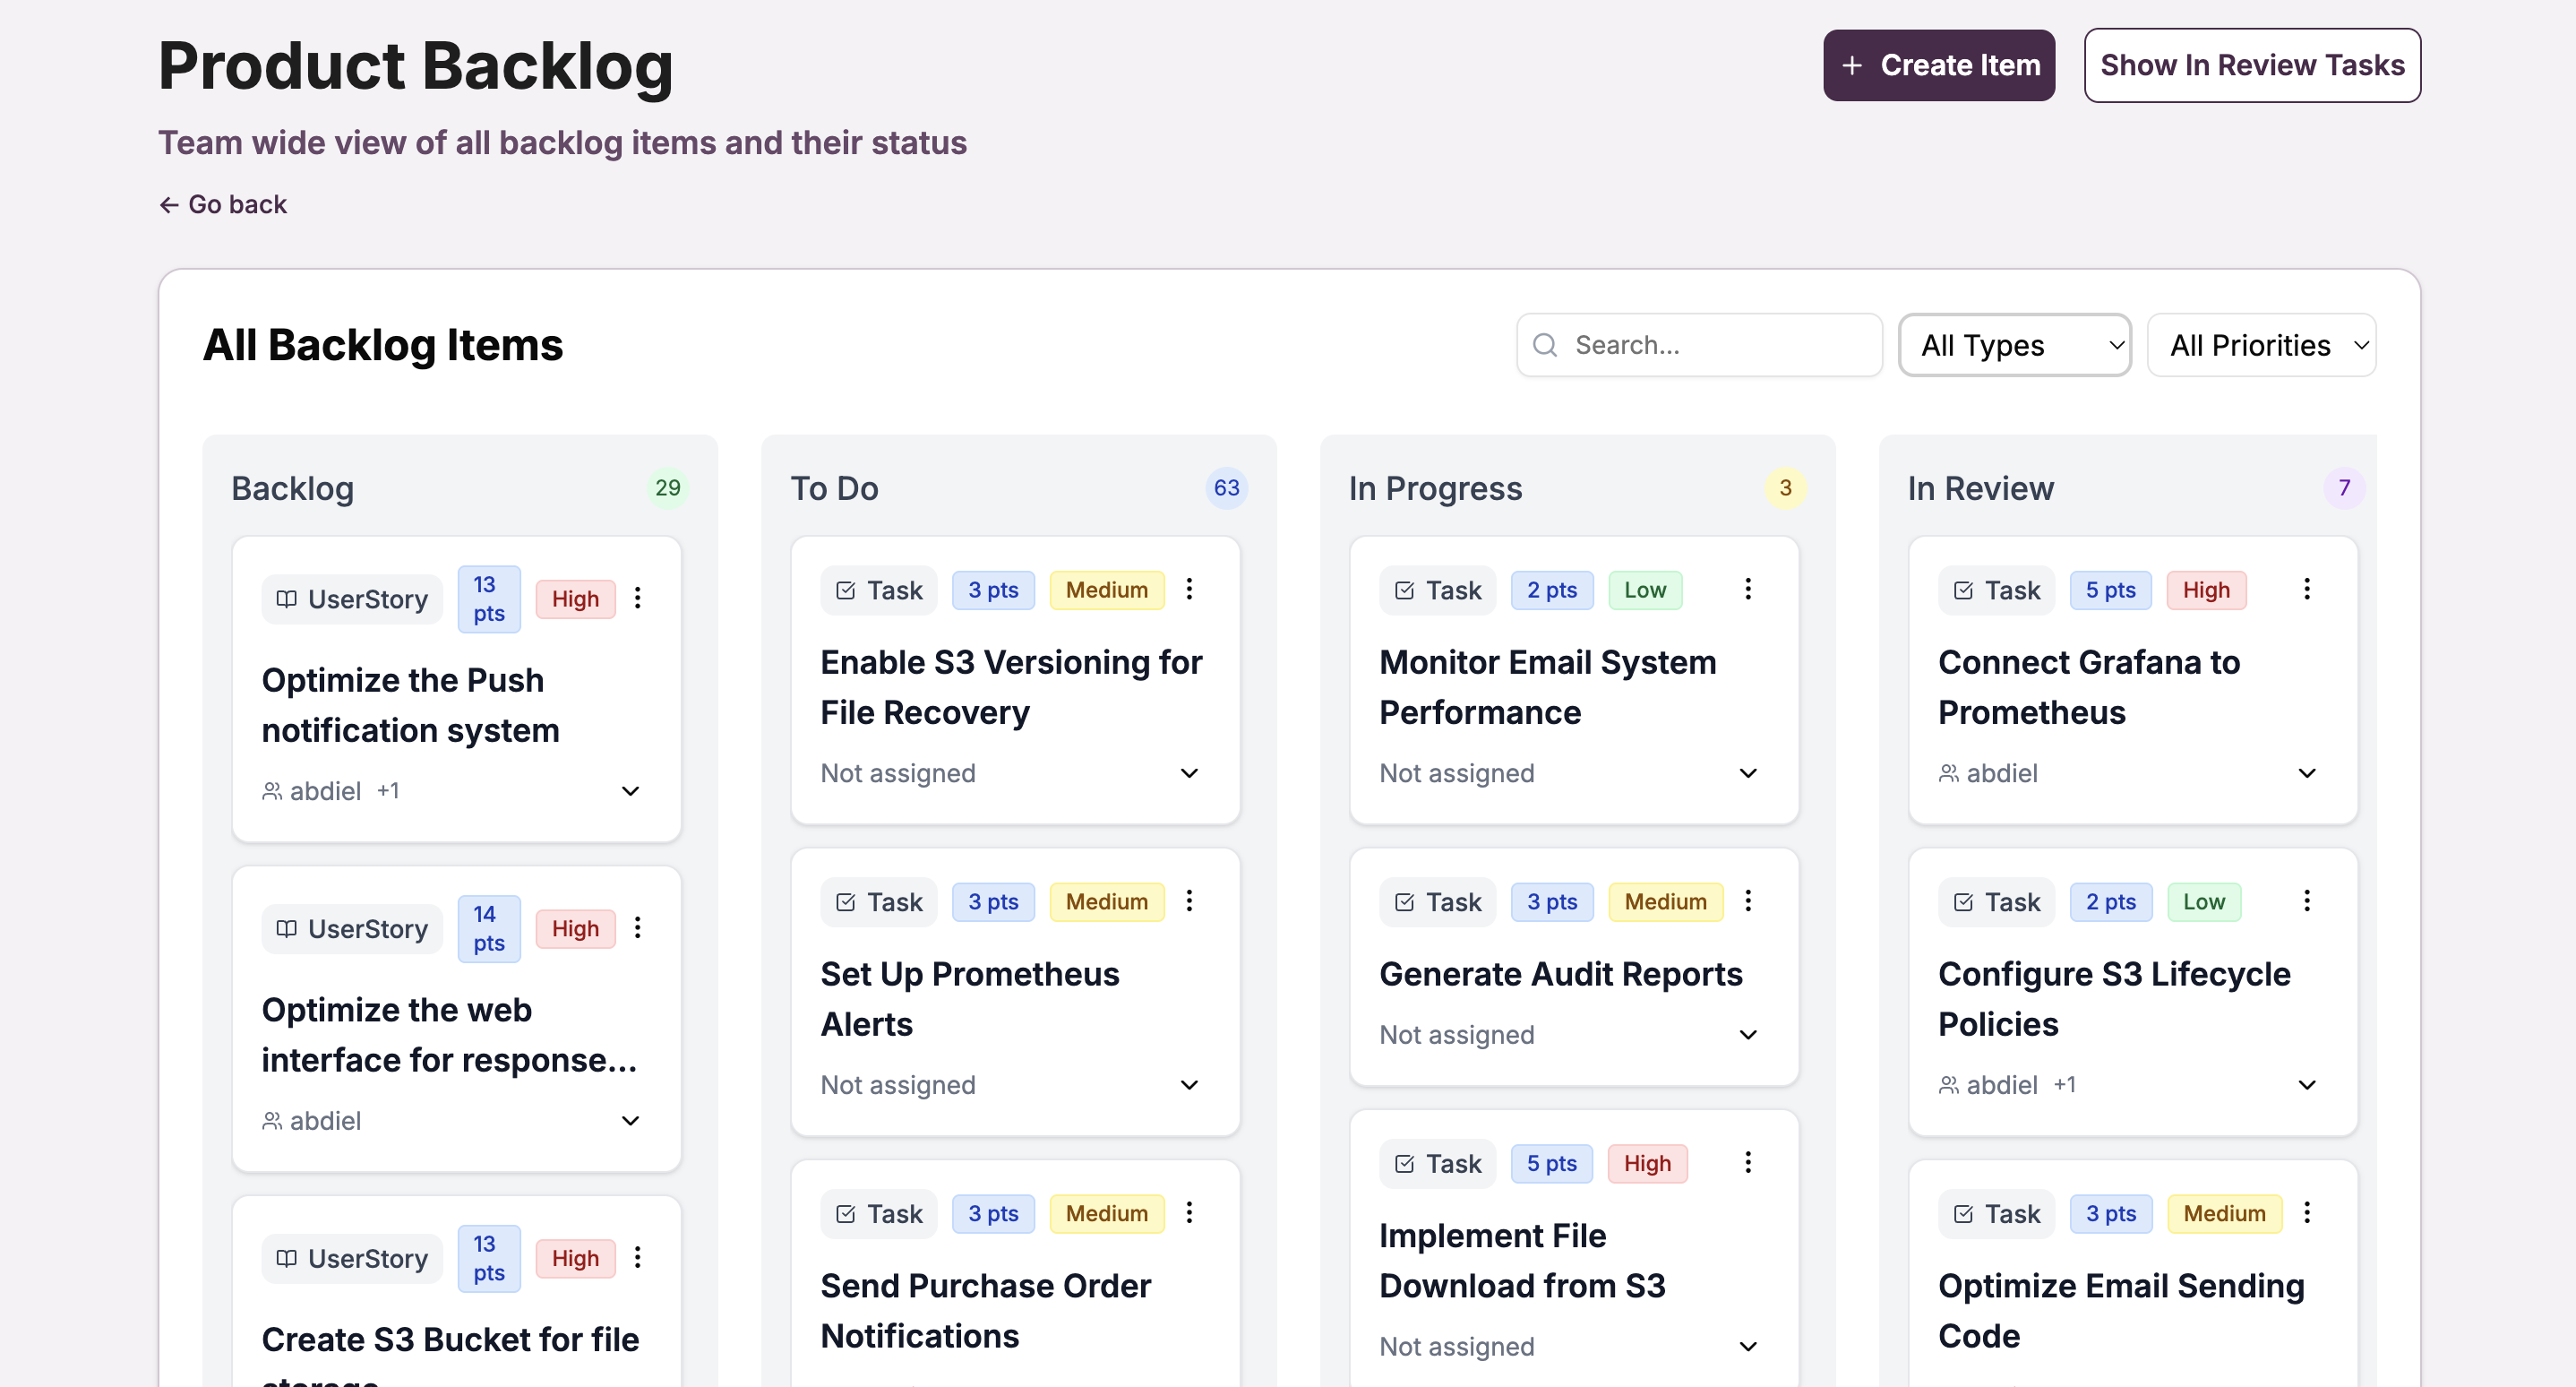 Product Backlog
+ Create Item
Show In Review Tasks
Team wide view of all backlog items and their status
← Go back
All Backlog Items
Search...
All Types
All Priorities
Backlog
29
UserStory
13
pts
High
Optimize the Push
notification system
abdiel +1
UserStory
14
pts
High
Optimize the web
interface for response...
abdiel
UserStory
13
pts
High
Create S3 Bucket for file
storage
To Do
63
Task
3 pts
Medium
Enable S3 Versioning for
File Recovery
Not assigned
Task
3 pts
Medium
Set Up Prometheus
Alerts
Not assigned
Task
3 pts
Medium
Send Purchase Order
Notifications
In Progress
3
Task
2 pts
Low
Monitor Email System
Performance
Not assigned
Task
3 pts
Medium
Generate Audit Reports
Not assigned
Task
5 pts
High
Implement File
Download from S3
Not assigned
In Review
7
Task
5 pts
High
Connect Grafana to
Prometheus
abdiel
Task
2 pts
Low
Configure S3 Lifecycle
Policies
abdiel +1
Task
3 pts
Medium
Optimize Email Sending
Code